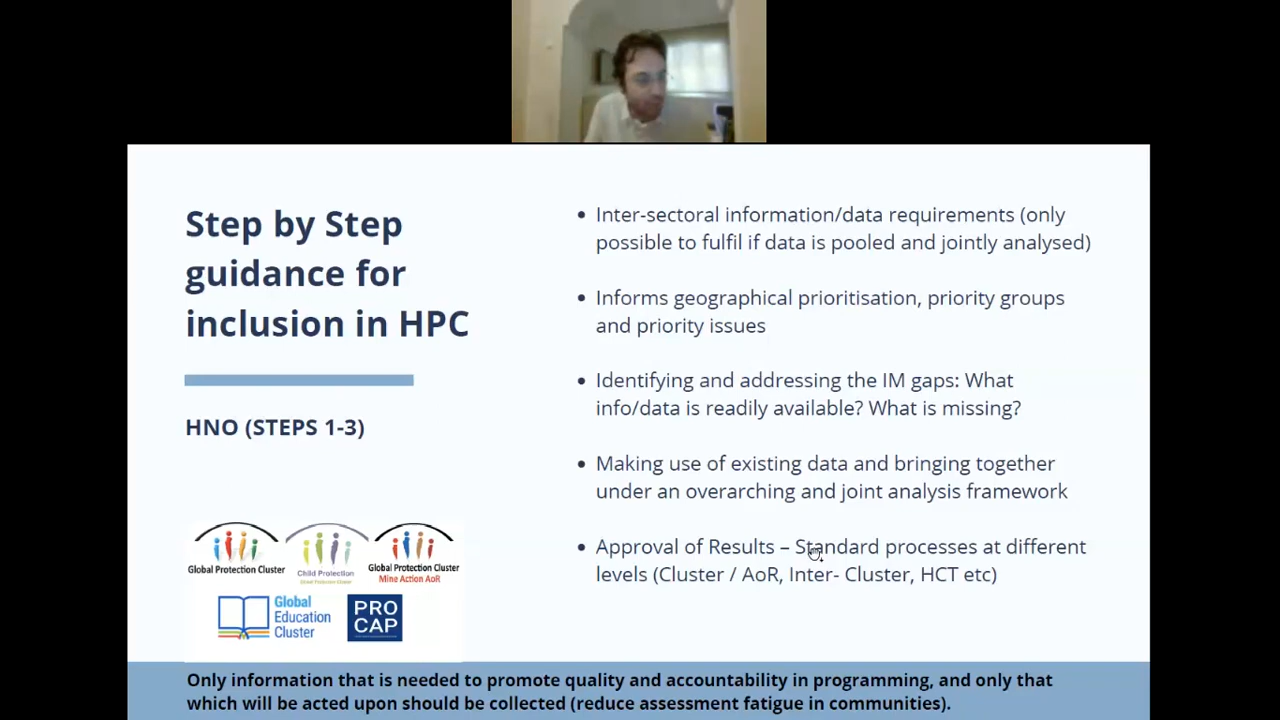 Step by Step
guidance for
inclusion in HPC
HNO (STEPS 1-3)
• Inter-sectoral information/data requirements (only
possible to fulfil if data is pooled and jointly analysed)
• Informs geographical prioritisation, priority groups
and priority issues
• Identifying and addressing the IM gaps: What
info/data is readily available? What is missing?
• Making use of existing data and bringing together
under an overarching and joint analysis framework
• Approval of Results – Standard processes at different
levels (Cluster / AoR, Inter- Cluster, HCT etc)
Global Protection Cluster
Child Protection
Global Protection Cluster
Global Protection Cluster
Mine Action AoR
Global
Education
Cluster
PRO
CAP
Only information that is needed to promote quality and accountability in programming, and only that
which will be acted upon should be collected (reduce assessment fatigue in communities).